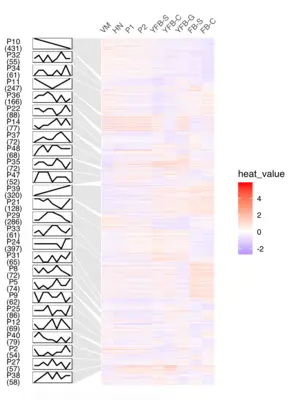 VM HN P1 P2 YFB-S YFB-C YFB-G FB-S FB-C
P10
(431)
P32
(55)
P34
(61)
P11
(247)
P36
(166)
P22
(88)
P14
(77)
P37
(72)
P48
(68)
P35
(72)
P47
(52)
P39
(320)
P21
(128)
P29
(286)
P33
(61)
P24
(397)
P31
(65)
P8
(72)
P5
(74)
P9
(62)
P25
(86)
P12
(69)
P40
(79)
P2
(54)
P27
(57)
P38
(58)
heat_value
4
2
0
-2